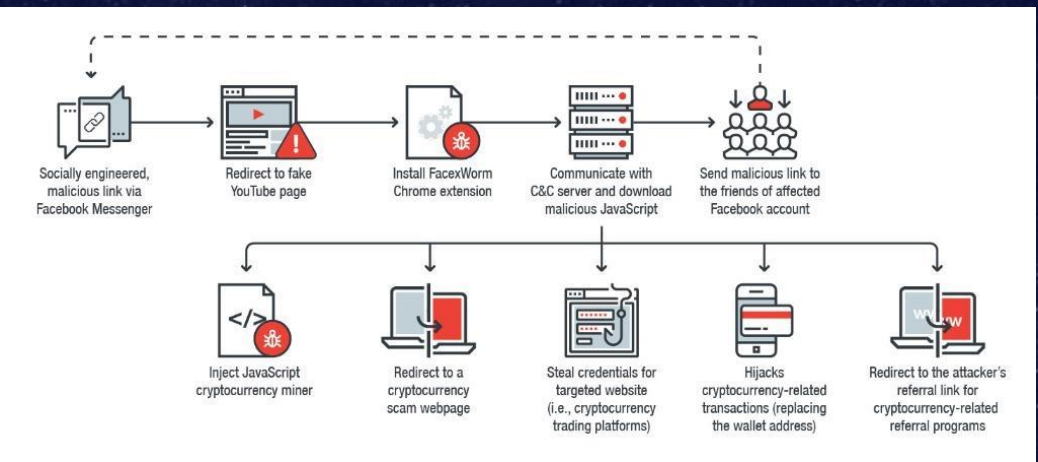 Socially engineered,
malicious link via
Facebook Messenger
Redirect to fake
YouTube page
Install FacexWorm
Chrome extension
Communicate with
C&C server and download
malicious JavaScript
Send malicious link to
the friends of affected
Facebook account
</>
Inject JavaScript
cryptocurrency miner
Redirect to a
cryptocurrency
scam webpage
Steal credentials for
targeted website
(i.e., cryptocurrency
trading platforms)
Hijacks
cryptocurrency-related
transactions (replacing
the wallet address)
WW
W
Redirect to the attacker's
referral link for
cryptocurrency-related
referral programs